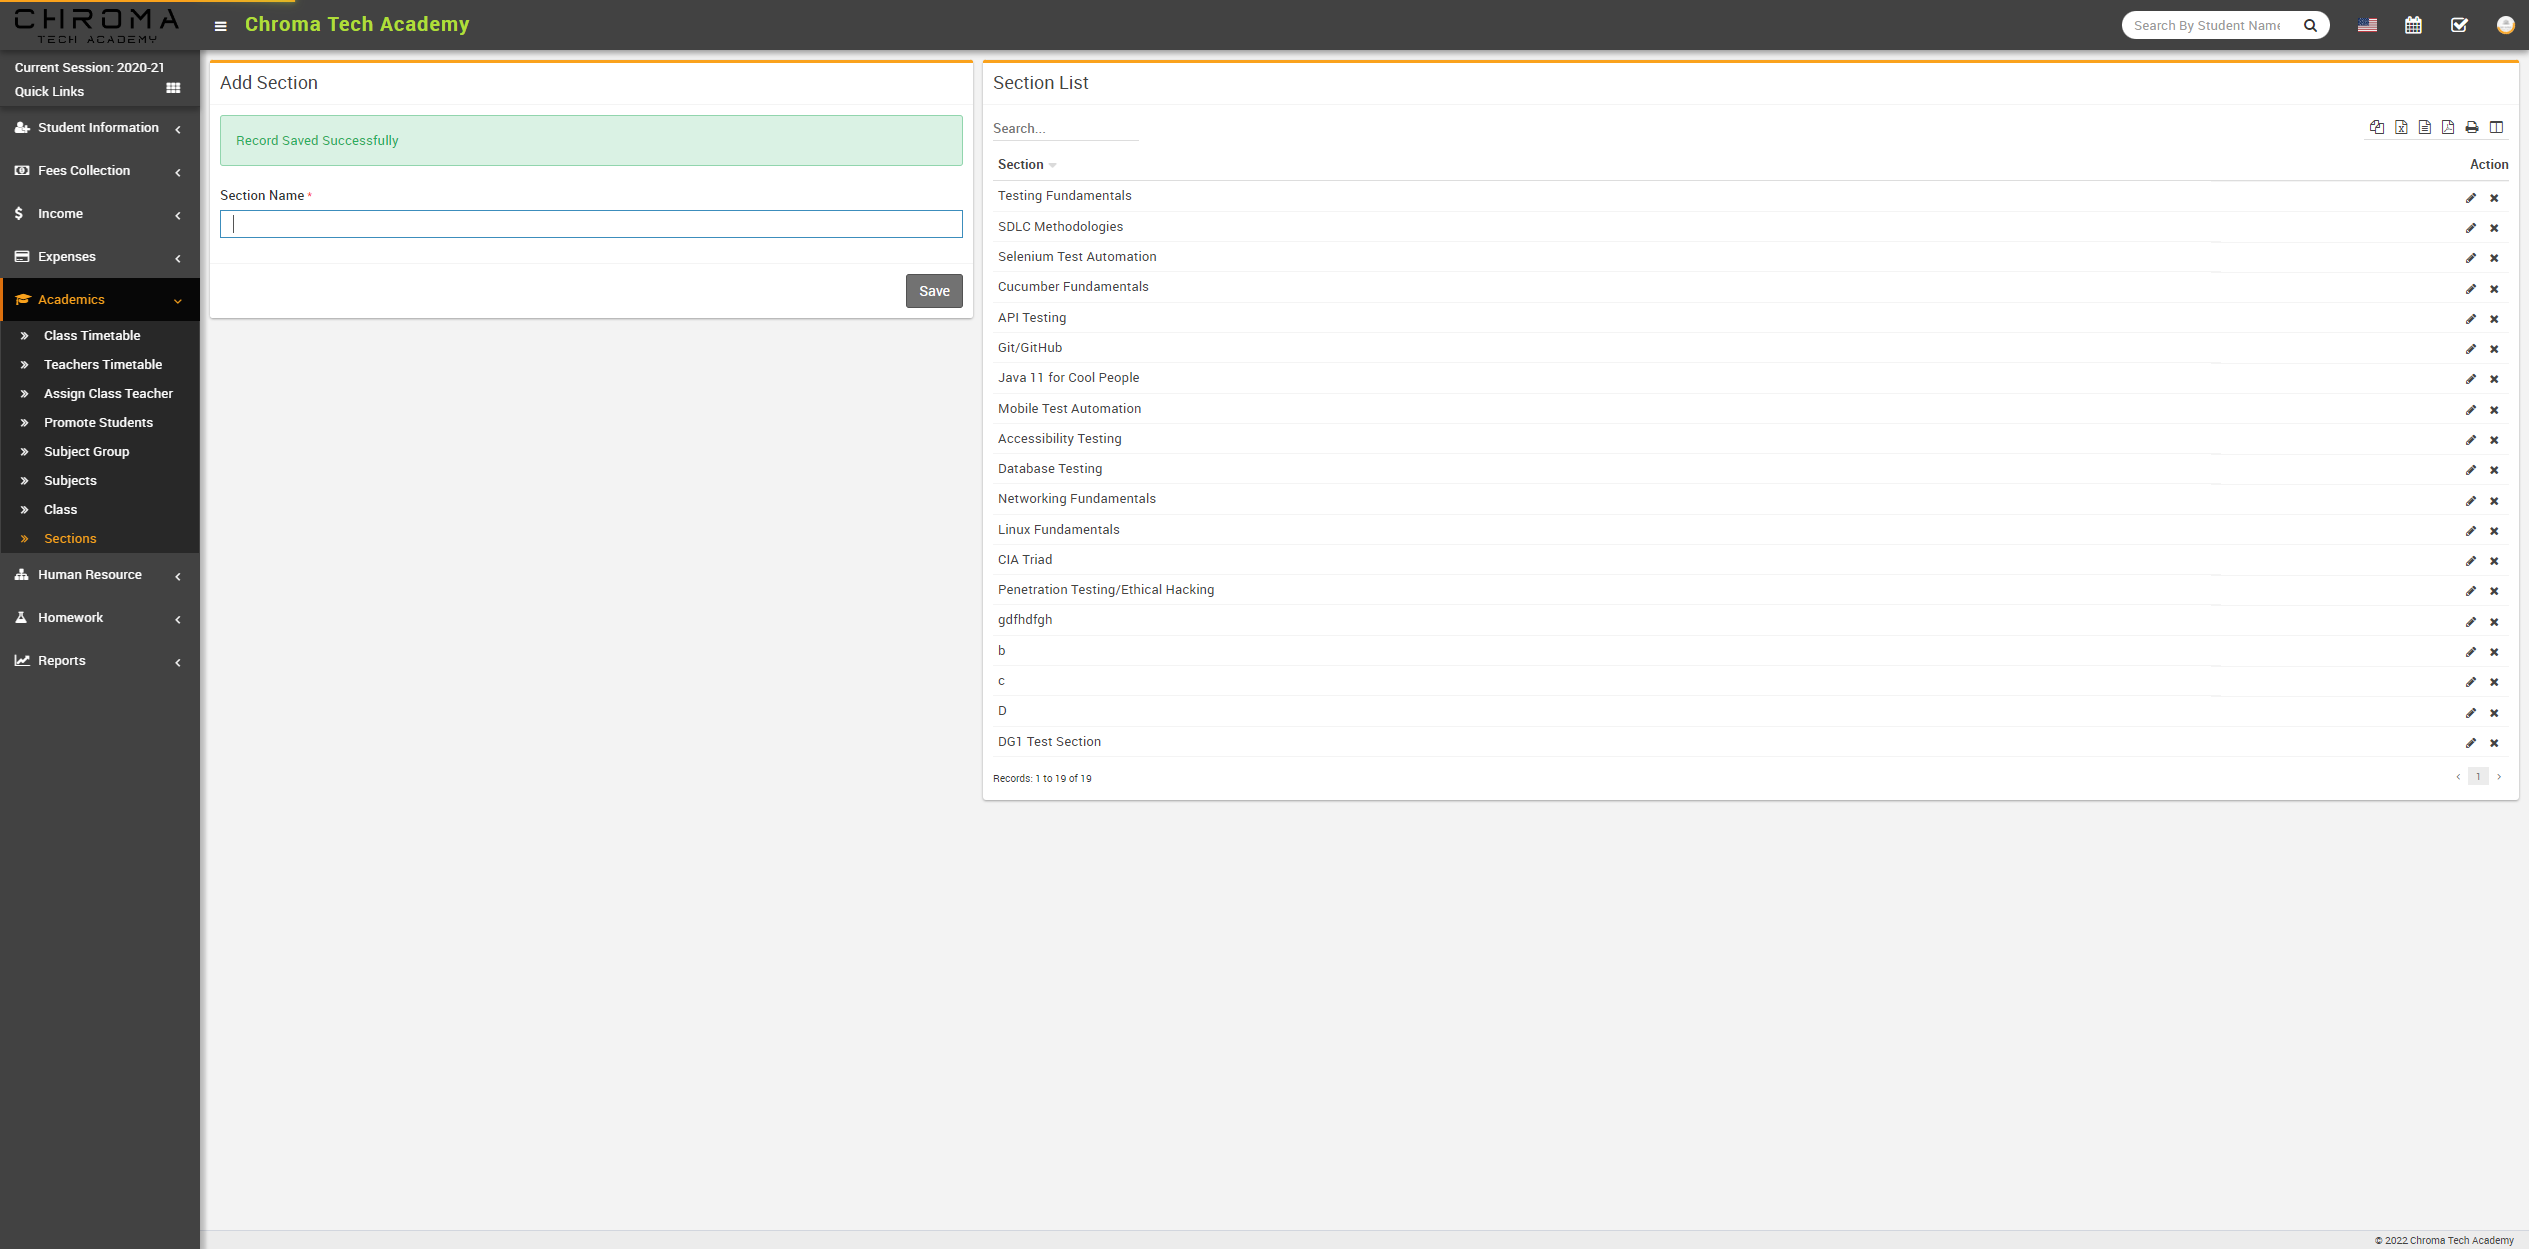 CHROMA
TECH ACADEMY
Chroma Tech Academy
Search By Student Name
Current Session: 2020-21
Quick Links
Student Information
Fees Collection
Income
Expenses
Academics
Class Timetable
Teachers Timetable
Assign Class Teacher
Promote Students
Subject Group
Subjects
Class
Sections
Human Resource
Homework
Reports
Add Section
Record Saved Successfully
Section Name *
Save
Section List
Search...
Section Action
Testing Fundamentals
SDLC Methodologies
Selenium Test Automation
Cucumber Fundamentals
API Testing
Git/GitHub
Java 11 for Cool People
Mobile Test Automation
Accessibility Testing
Database Testing
Networking Fundamentals
Linux Fundamentals
CIA Triad
Penetration Testing/Ethical Hacking
gdfhdfgh
b
c
D
DG1 Test Section
Records: 1 to 19 of 19
1
© 2022 Chroma Tech Academy